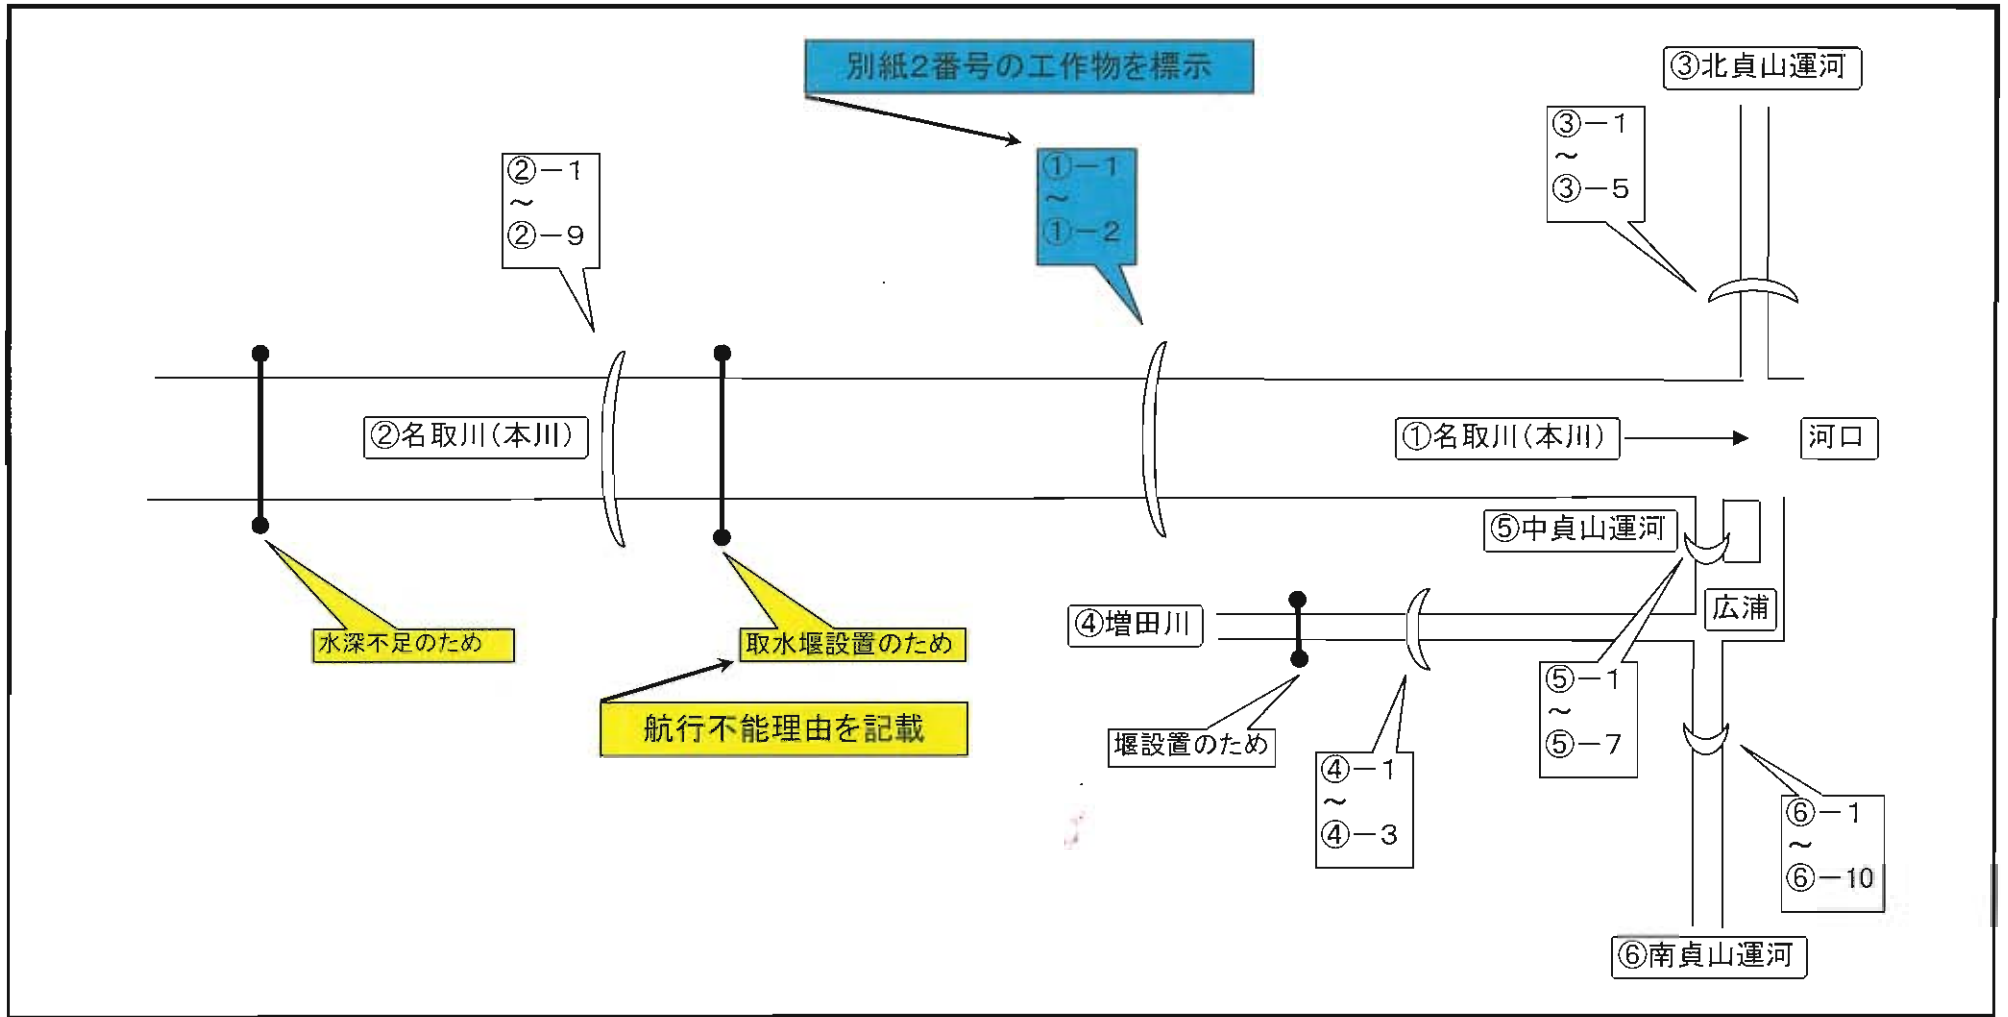 別紙2番号の工作物を標示
③北貞山運河
③－1
～
③－5
②－1
～
②－9
①－1
～
①－2
②名取川（本川）
①名取川（本川）
河口
⑤中貞山運河
広浦
④増田川
水深不足のため
取水堰設置のため
航行不能理由を記載
堰設置のため
⑤－1
～
⑤－7
④－1
～
④－3
⑥－1
～
⑥－10
⑥南貞山運河